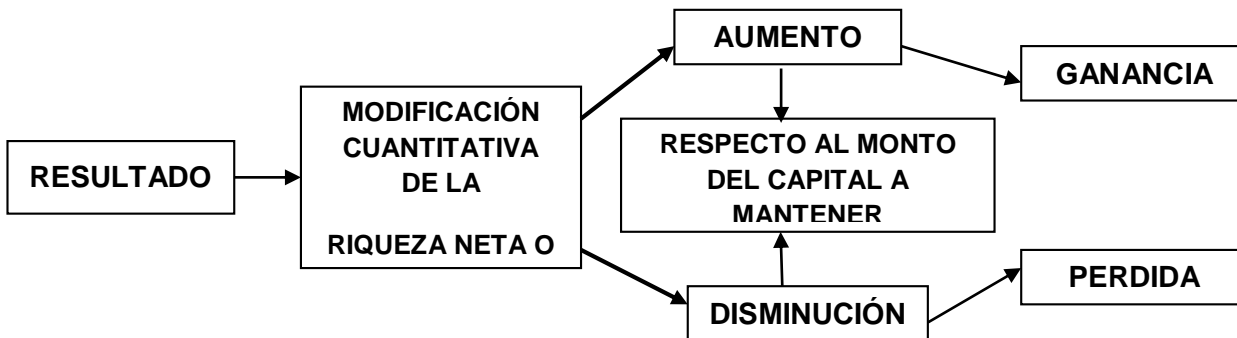 RESULTADO
MODIFICACIÓN
CUANTITATIVA
DE LA
RIQUEZA NETA O
AUMENTO
RESPECTO AL MONTO
DEL CAPITAL A
MANTENER
DISMINUCIÓN
GANANCIA
PERDIDA